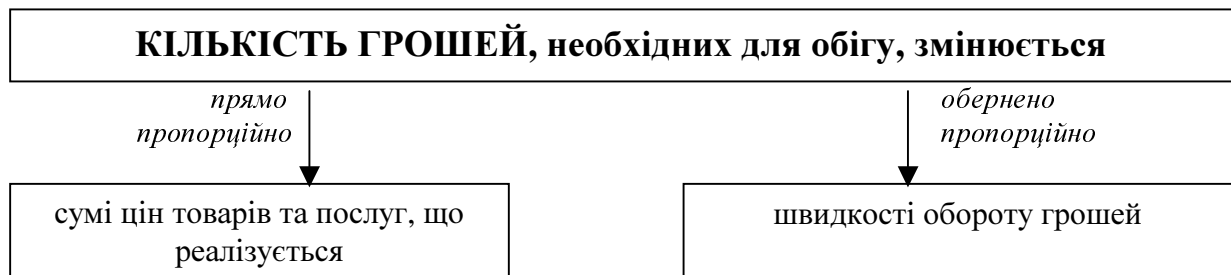 КІЛЬКІСТЬ ГРОШЕЙ, необхідних для обігу, змінюється
прямо
пропорційно
обернено
пропорційно
сумі цін товарів та послуг, що
реалізується
швидкості обороту грошей